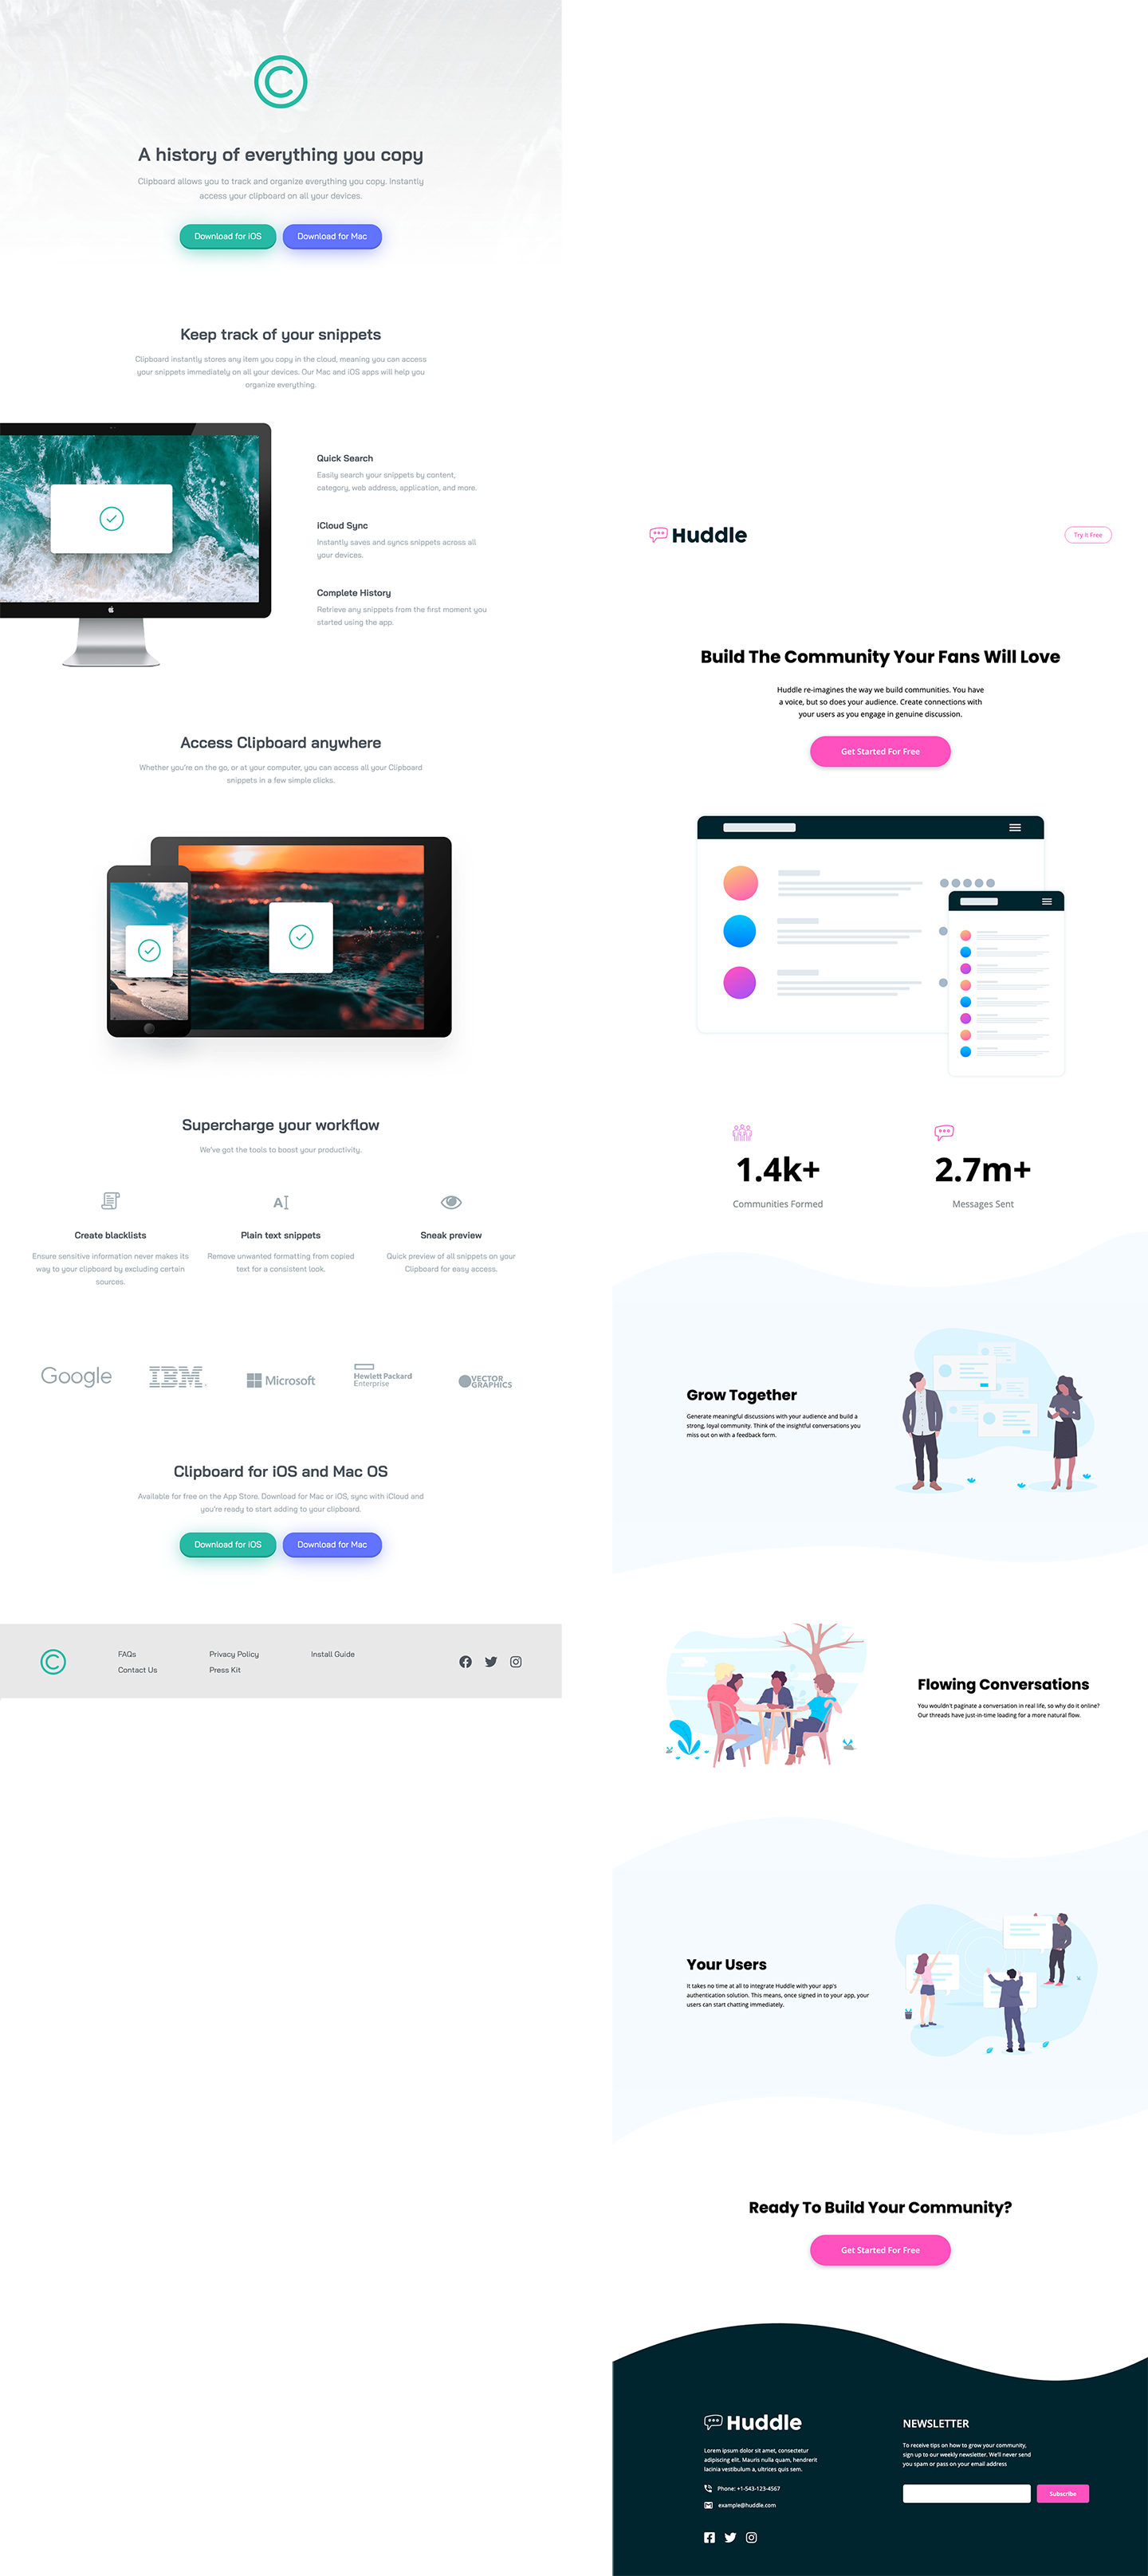 A history of everything you copy
Clipboard allows you to track and organize everything you copy. Instantly
access your clipboard on all your devices.
Download for iOS
Download for Mac
Keep track of your snippets
Clipboard instantly stores any item you copy in the cloud, meaning you can access
your snippets immediately on all your devices. Our Mac and iOS apps will help you
organize everything.
Quick Search
Easily search your snippets by content,
category, web address, application, and more.
iCloud Sync
Instantly saves and syncs snippets across all
your devices.
Complete History
Retrieve any snippets from the first moment you
started using the app.
Access Clipboard anywhere
Whether you're on the go, or at your computer, you can access all your Clipboard
snippets in a few simple clicks.
Supercharge your workflow
We've got the tools to boost your productivity.
Create blacklists
Ensure sensitive information never makes its
way to your clipboard by excluding certain
sources.
Plain text snippets
Remove unwanted formatting from copied
text for a consistent look.
Sneak preview
Quick preview of all snippets on your
Clipboard for easy access.
Google
IBM
Microsoft
Hewlett Packard
Enterprise
VECTOR
GRAPHICS
Clipboard for iOS and Mac OS
Available for free on the App Store. Download for Mac or iOS, sync with iCloud and
you're ready to start adding to your clipboard.
Download for iOS
Download for Mac
FAQs
Contact Us
Privacy Policy
Press Kit
Install Guide
Huddle
Try It Free
Build The Community Your Fans Will Love
Huddle re-imagines the way we build communities. You have
a voice, but so does your audience. Create connections with
your users as you engage in genuine discussion.
Get Started For Free
1.4k+
Communities Formed
2.7m+
Messages Sent
Grow Together
Generate meaningful discussions with your audience and build a
strong, loyal community. Think of the insightful conversations you
miss out on with a feedback form.
Flowing Conversations
You wouldn't paginate a conversation in real life, so why do it online?
Our threads have just-in-time loading for a more natural flow.
Your Users
It takes no time at all to integrate Huddle with your app's
authentication solution. This means, once signed in to your app, your
users can start chatting immediately.
Ready To Build Your Community?
Get Started For Free
Huddle
Lorem ipsum dolor sit amet, consectetur
adipiscing elit. Mauris nulla quam, hendrerit
lacinia vestibulum a, ultrices quis sem.
Phone: +1-543-123-4567
example@huddle.com
NEWSLETTER
To receive tips on how to grow your community,
sign up to our weekly newsletter. We'll never send
you spam or pass on your email address
Subscribe